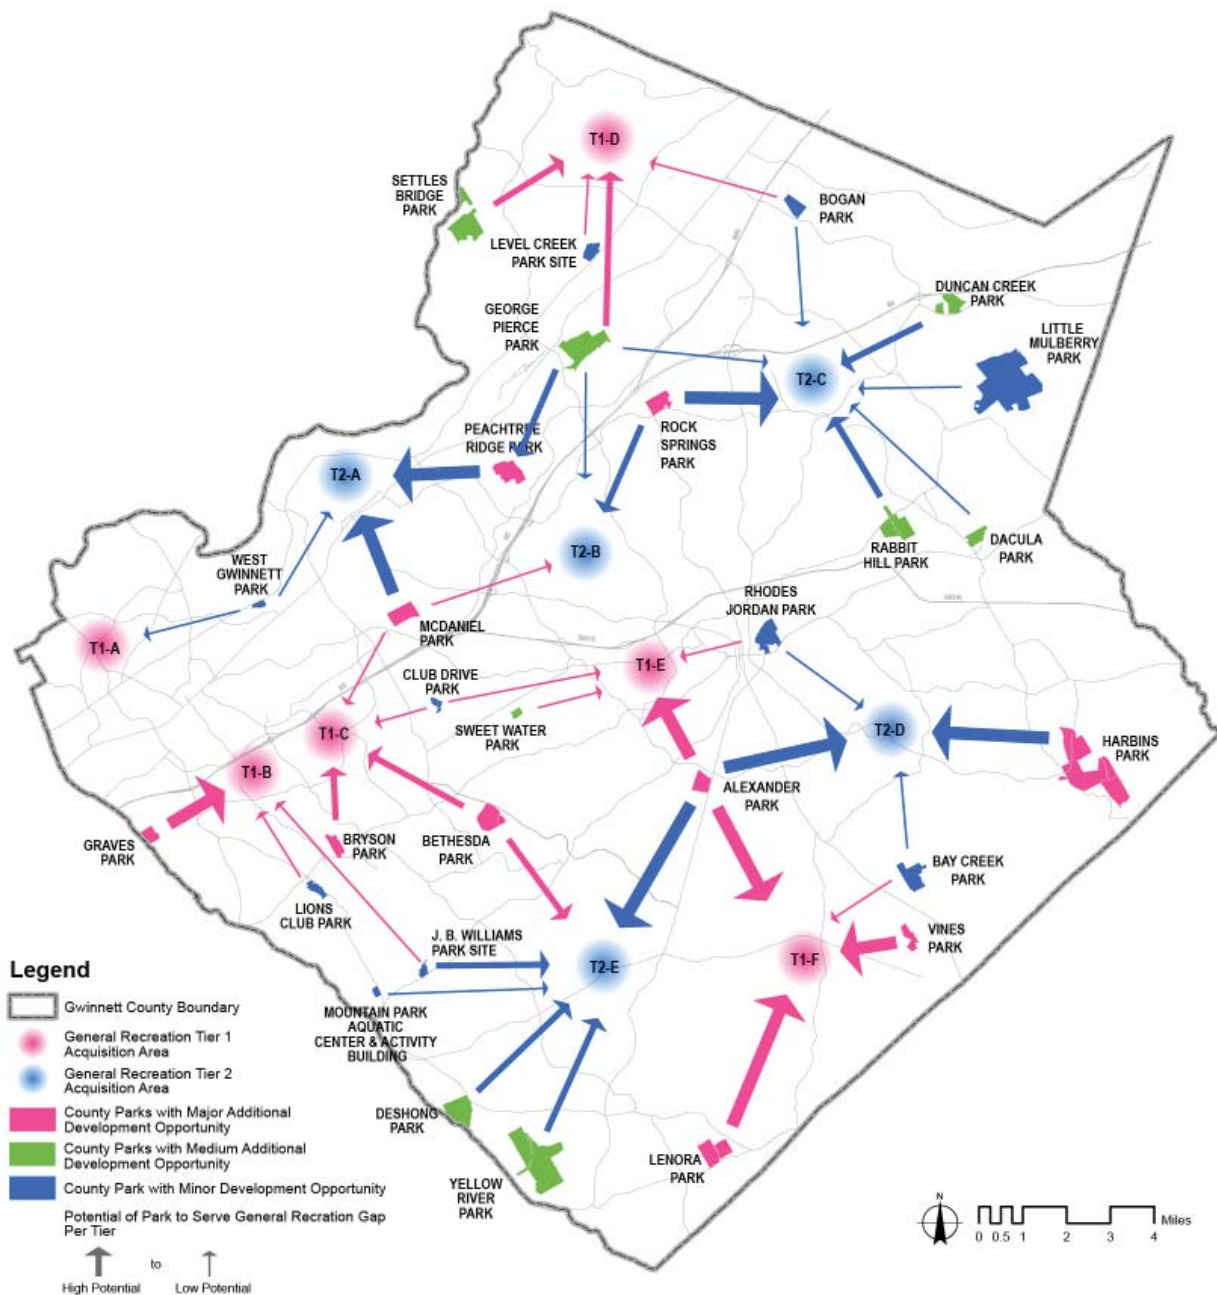 T1-D
SETTLES
BRIDGE
PARK
BOGAN
PARK
LEVEL CREEK
PARK SITE
DUNCAN CREEK
PARK
GEORGE
PIERCE
PARK
LITTLE
MULBERRY
PARK
T2-C
PEACHTREE
RIDGE PARK
ROCK
SPRINGS
PARK
T2-A
T2-B
RABBIT
HILL PARK
DACULA
PARK
WEST
GWINNETT
PARK
RHODES
JORDAN PARK
MCDANIEL
PARK
T1-A
T1-E
CLUB DRIVE
PARK
SWEET WATER
PARK
T1-C
T2-D
HARBINS
PARK
T1-B
ALEXANDER
PARK
GRAVES
PARK
BRYSON
PARK
BETHESDA
PARK
BAY CREEK
PARK
LIONS
CLUB PARK
VINES
PARK
J. B. WILLIAMS
PARK SITE
T2-E
T1-F
MOUNTAIN PARK
AQUATIC
CENTER & ACTIVITY
BUILDING
DESHONG
PARK
YELLOW
RIVER
PARK
LENORA
PARK
Legend
Gwinnett County Boundary
General Recreation Tier 1
Acquisition Area
General Recreation Tier 2
Acquisition Area
County Parks with Major Additional
Development Opportunity
County Parks with Medium Additional
Development Opportunity
County Park with Minor Development Opportunity
Potential of Park to Serve General Recration Gap
Per Tier
to
High Potential Low Potential
N
0 0.5 1 2 3 4 Miles